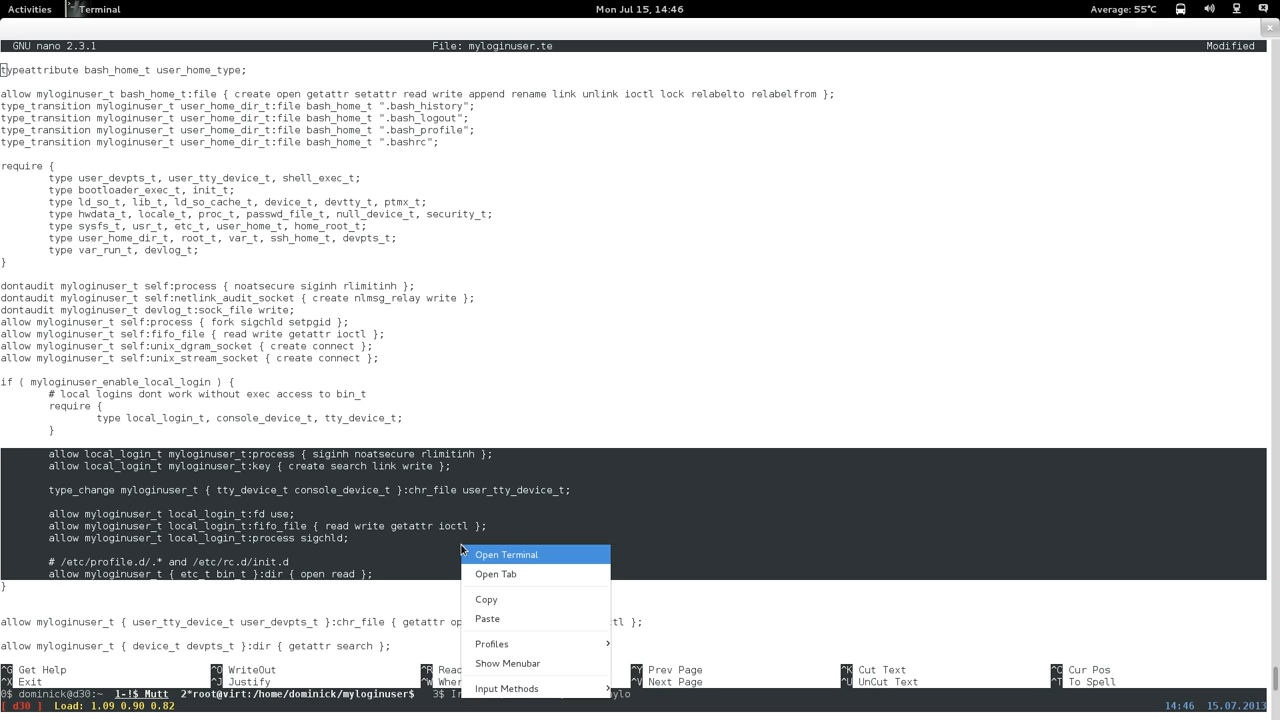 Activities Terminal Mon Jul 15, 14:46 Average: 55°C
GNU nano 2.3.1 File: myloginuser.te Modified
typeattribute bash_home_t user_home_type;
allow myloginuser_t bash_home_t:file { create open getattr setattr read write append rename link unlink ioctl lock relabelto relabelfrom };
type_transition myloginuser_t user_home_dir_t:file bash_home_t ".bash_history";
type_transition myloginuser_t user_home_dir_t:file bash_home_t ".bash_logout";
type_transition myloginuser_t user_home_dir_t:file bash_home_t ".bash_profile";
type_transition myloginuser_t user_home_dir_t:file bash_home_t ".bashrc";
require {
type user_devpts_t, user_tty_device_t, shell_exec_t;
type bootloader_exec_t, init_t;
type ld_so_t, lib_t, ld_so_cache_t, device_t, devtty_t, ptmx_t;
type hwdata_t, locale_t, proc_t, passwd_file_t, null_device_t, security_t;
type sysfs_t, usr_t, etc_t, user_home_t, home_root_t;
type user_home_dir_t, root_t, var_t, ssh_home_t, devpts_t;
type var_run_t, devlog_t;
}
dontaudit myloginuser_t self:process { noatsecure siginh rlimitinh };
dontaudit myloginuser_t self:netlink_audit_socket { create nlmsg_relay write };
dontaudit myloginuser_t devlog_t:sock_file write;
allow myloginuser_t self:process { fork sigchld setpgid };
allow myloginuser_t self:fifo_file { read write getattr ioctl };
allow myloginuser_t self:unix_dgram_socket { create connect };
allow myloginuser_t self:unix_stream_socket { create connect };
if ( myloginuser_enable_local_login ) {
# local logins dont work without exec access to bin_t
require {
type local_login_t, console_device_t, tty_device_t;
}
allow local_login_t myloginuser_t:process { siginh noatsecure rlimitinh };
allow local_login_t myloginuser_t:key { create search link write };
type_change myloginuser_t { tty_device_t console_device_t }:chr_file user_tty_device_t;
allow myloginuser_t local_login_t:fd use;
allow myloginuser_t local_login_t:fifo_file { read write getattr ioctl };
allow myloginuser_t local_login_t:process sigchld;
# /etc/profile.d/.* and /etc/rc.d/init.d
allow myloginuser_t { etc_t bin_t }:dir { open read };
}
allow myloginuser_t { user_tty_device_t user_devpts_t }:chr_file { getattr };
allow myloginuser_t { device_t devpts_t }:dir { getattr search };
Open Terminal
Open Tab
Copy
Paste
Profiles
Show Menubar
Input Methods
^G Get Help ^O WriteOut ^R ^Y Prev Page ^K Cut Text ^C Cur Pos
^X Exit ^J Justify ^W ^V Next Page ^U UnCut Text ^T To Spell
0$ dominick@d30:~ 1-!$ Mutt 2*root@virt:/home/dominick/myloginuser$ 3$
[ d30 ] Load: 1.09 0.90 0.82 14:46 15.07.2013